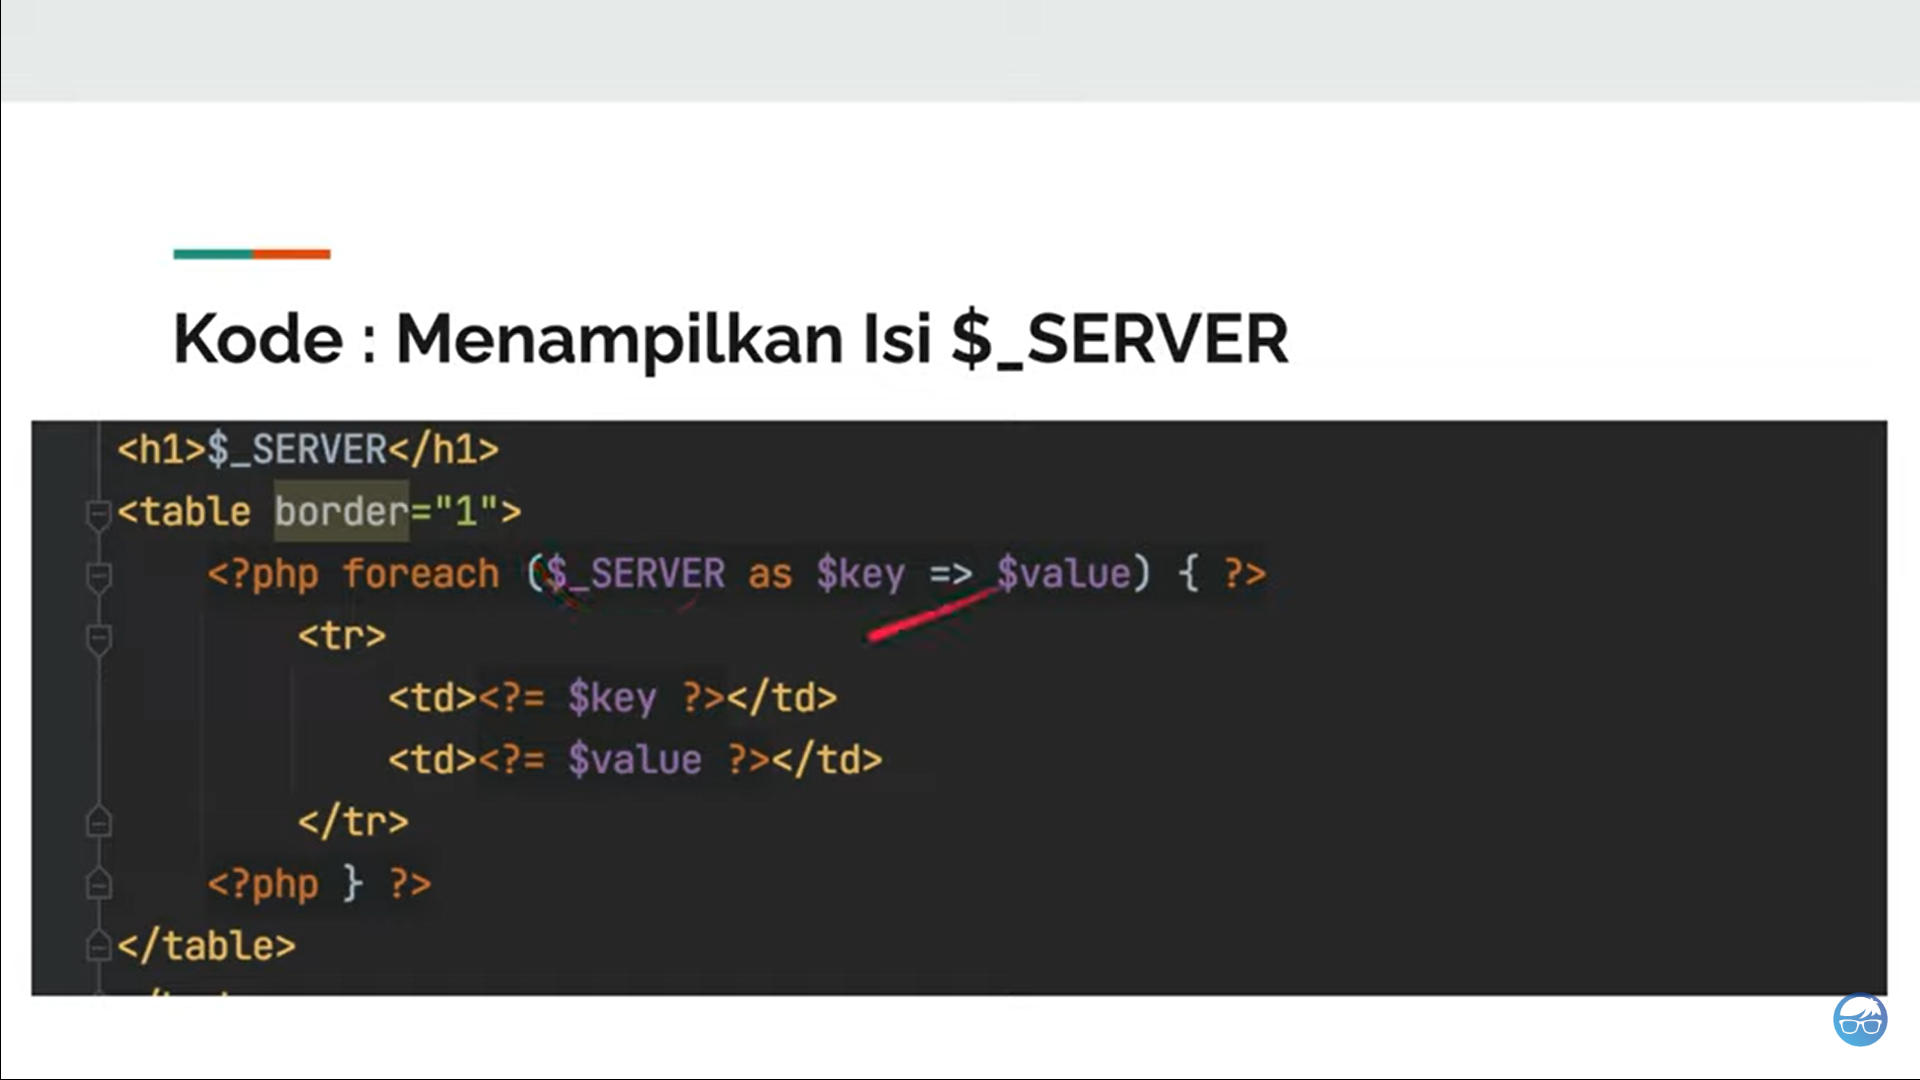 Kode : Menampilkan Isi $_SERVER
<h1>$_SERVER</h1>
<table border="1">
<?php foreach ($_SERVER as $key => $value) { ?>
<tr>
<td><?= $key ?></td>
<td><?= $value ?></td>
</tr>
<?php } ?>
</table>